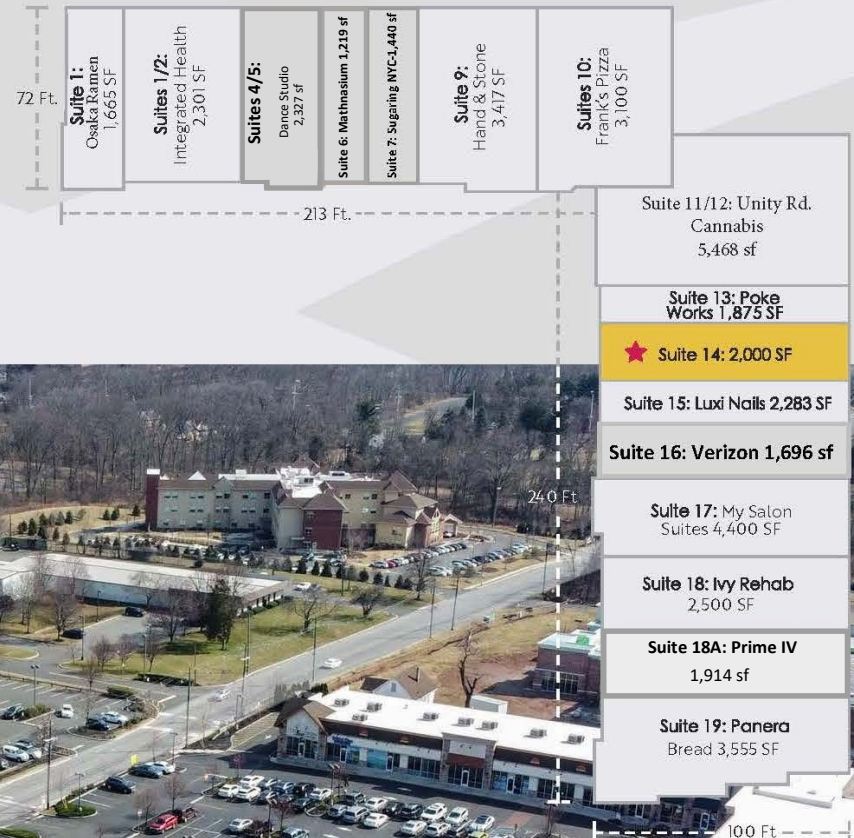 72 Ft.
Suite 1:
Osaka Ramen
1,665 SF
Suites 1/2:
Integrated Health
2,301 SF
Suites 4/5:
Dance Studio
2,327 sf
Suite 6: Mathnasium 1,219 sf
Suite 7: Sugaring NYC-1,440 sf
Suite 9:
Hand & Stone
3,417 SF
Suites 10:
Frank's Pizza
3,100 SF
213 Ft.
Suite 11/12: Unity Rd.
Cannabis
5,468 sf
Suite 13: Poke
Works 1,875 SF
Suite 14: 2,000 SF
Suite 15: Luxi Nails 2,283 SF
Suite 16: Verizon 1,696 sf
240 Ft
Suite 17: My Salon
Suites 4,400 SF
Suite 18: Ivy Rehab
2,500 SF
Suite 18A: Prime IV
1,914 sf
Suite 19: Panera
Bread 3,555 SF
100 Ft